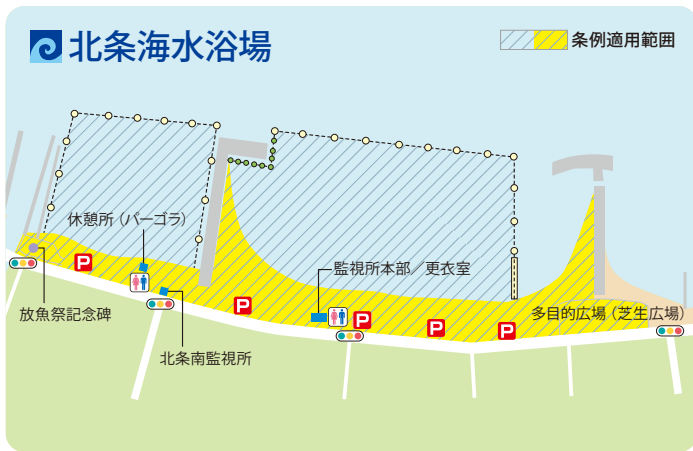 北条海水浴場
条例適用範囲
休憩所（パーゴラ）
P
監視所本部／更衣室
P
P
P
P
放魚祭記念碑
多目的広場（芝生広場）
北条南監視所